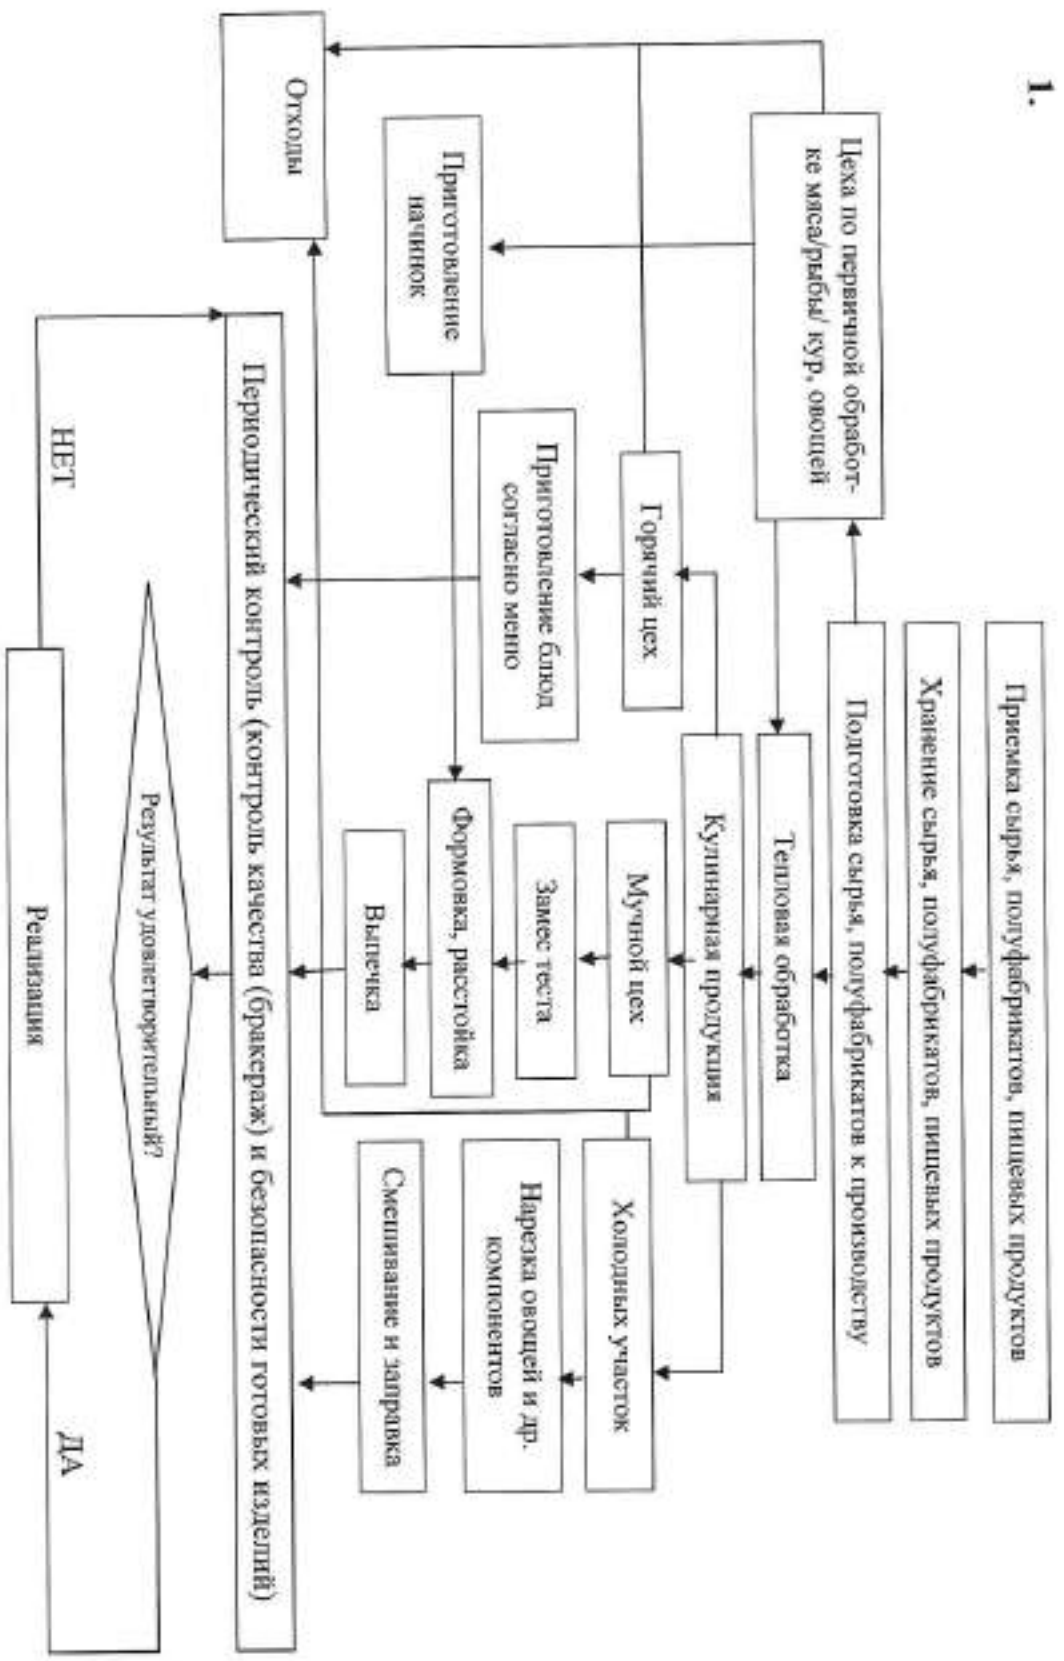 1.
Приемка сырья, полуфабрикатов, пищевых продуктов
Хранение сырья, полуфабрикатов, пищевых продуктов
Подготовка сырья, полуфабрикатов к производству
Цеха по первичной обработ-
ке мяса/рыбы/ кур, овощей
Тепловая обработка
Кулинарная продукция
Горячий цех
Мучной цех
Холодных участок
Приготовление блюд
согласно меню
Замес теста
Нарезка овощей и др.
компонентов
Приготовление
начинок
Формовка, расстойка
Выпечка
Смешивание и заправка
Отходы
Периодический контроль (контроль качества (бракераж) и безопасности готовых изделий)
Результат удовлетворительный?
НЕТ
ДА
Реализация